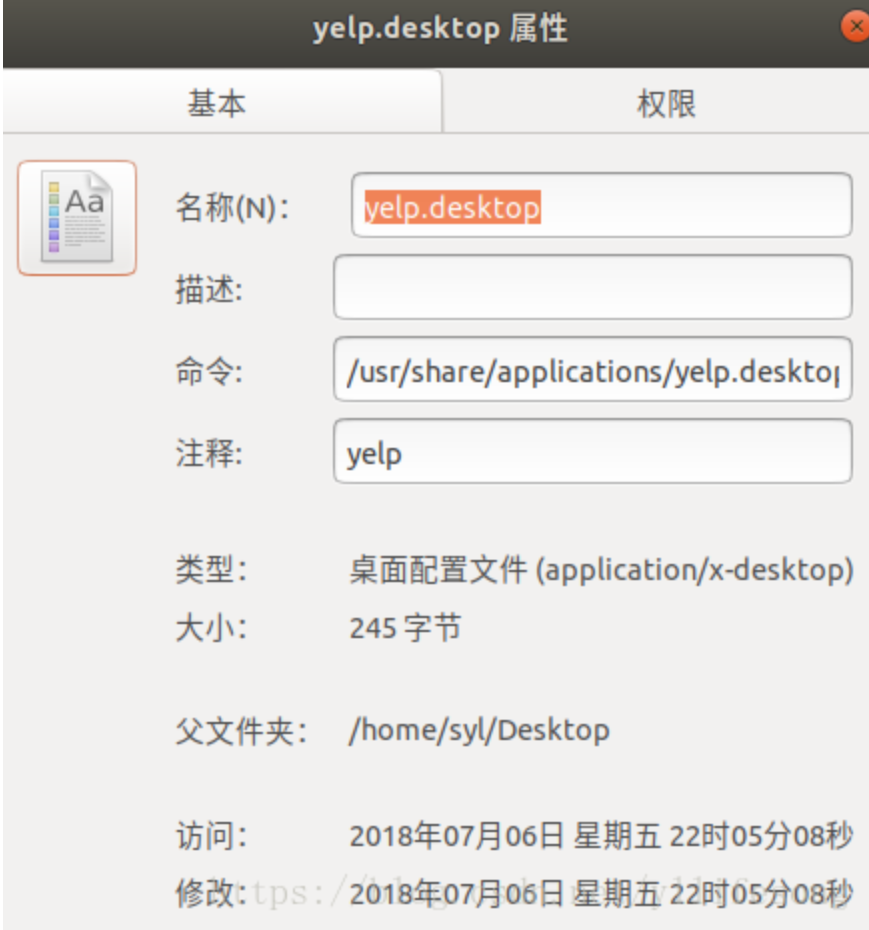 yelp.desktop 属性
基本 权限
Aa
名称(N): yelp.desktop
描述:
命令: /usr/share/applications/yelp.desktop
注释: yelp
类型: 桌面配置文件 (application/x-desktop)
大小: 245 字节
父文件夹: /home/syl/Desktop
访问: 2018年07月06日 星期五 22时05分08秒
修改: 2018年07月06日 星期五 22时05分08秒